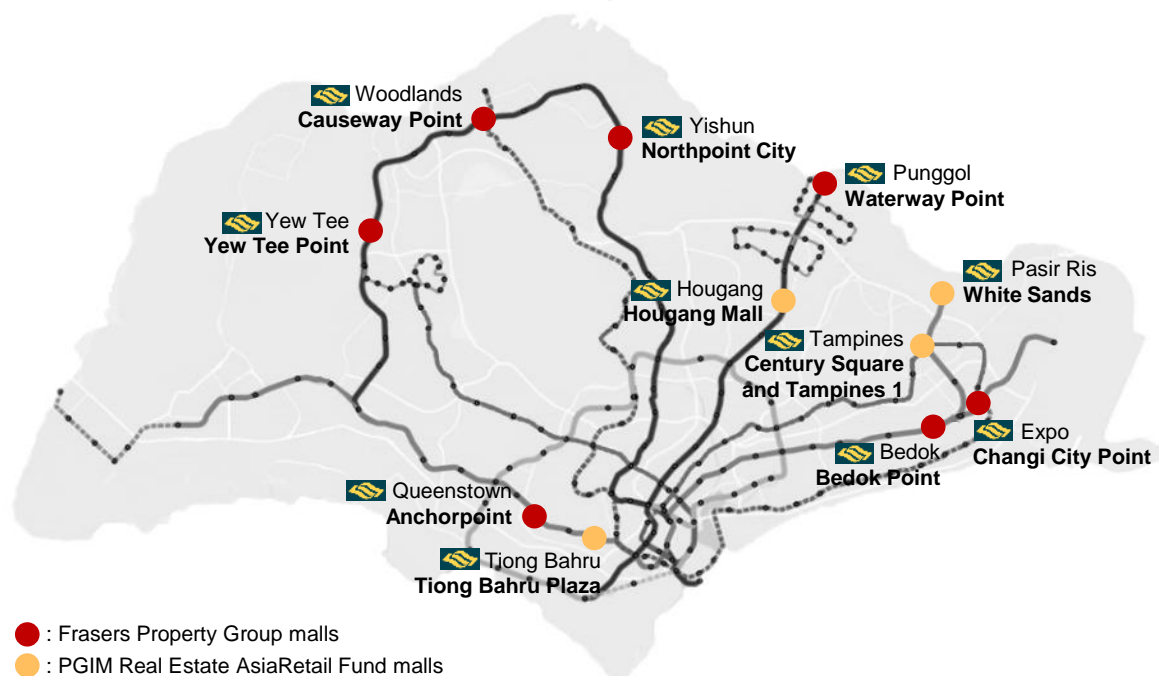 Woodlands
Causeway Point
Yishun
Northpoint City
Punggol
Waterway Point
Yew Tee
Yew Tee Point
Pasir Ris
White Sands
Hougang
Hougang Mall
Tampines
Century Square
and Tampines 1
Expo
Changi City Point
Bedok
Bedok Point
Queenstown
Anchorpoint
Tiong Bahru
Tiong Bahru Plaza
: Frasers Property Group malls
: PGIM Real Estate AsiaRetail Fund malls